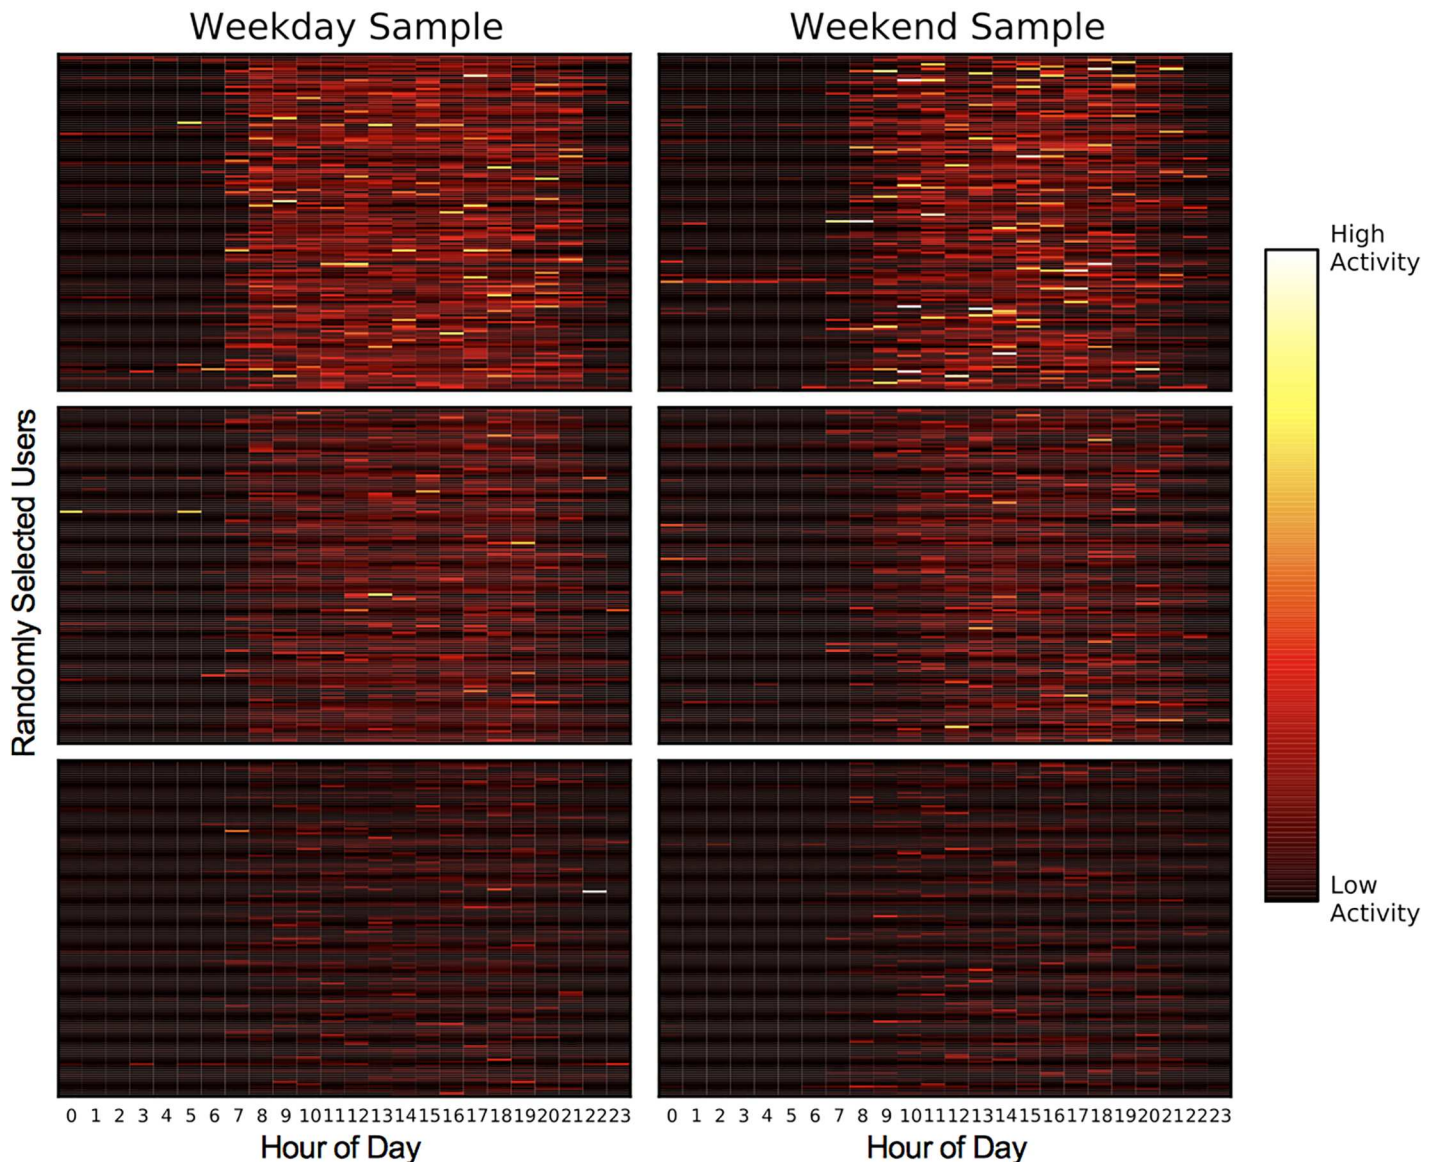 Weekday Sample
Weekend Sample
High
Activity
Randomly Selected Users
Low
Activity
0 1 2 3 4 5 6 7 8 9 10 11 12 13 14 15 16 17 18 19 20 21 22 23
0 1 2 3 4 5 6 7 8 9 10 11 12 13 14 15 16 17 18 19 20 21 22 23
Hour of Day
Hour of Day